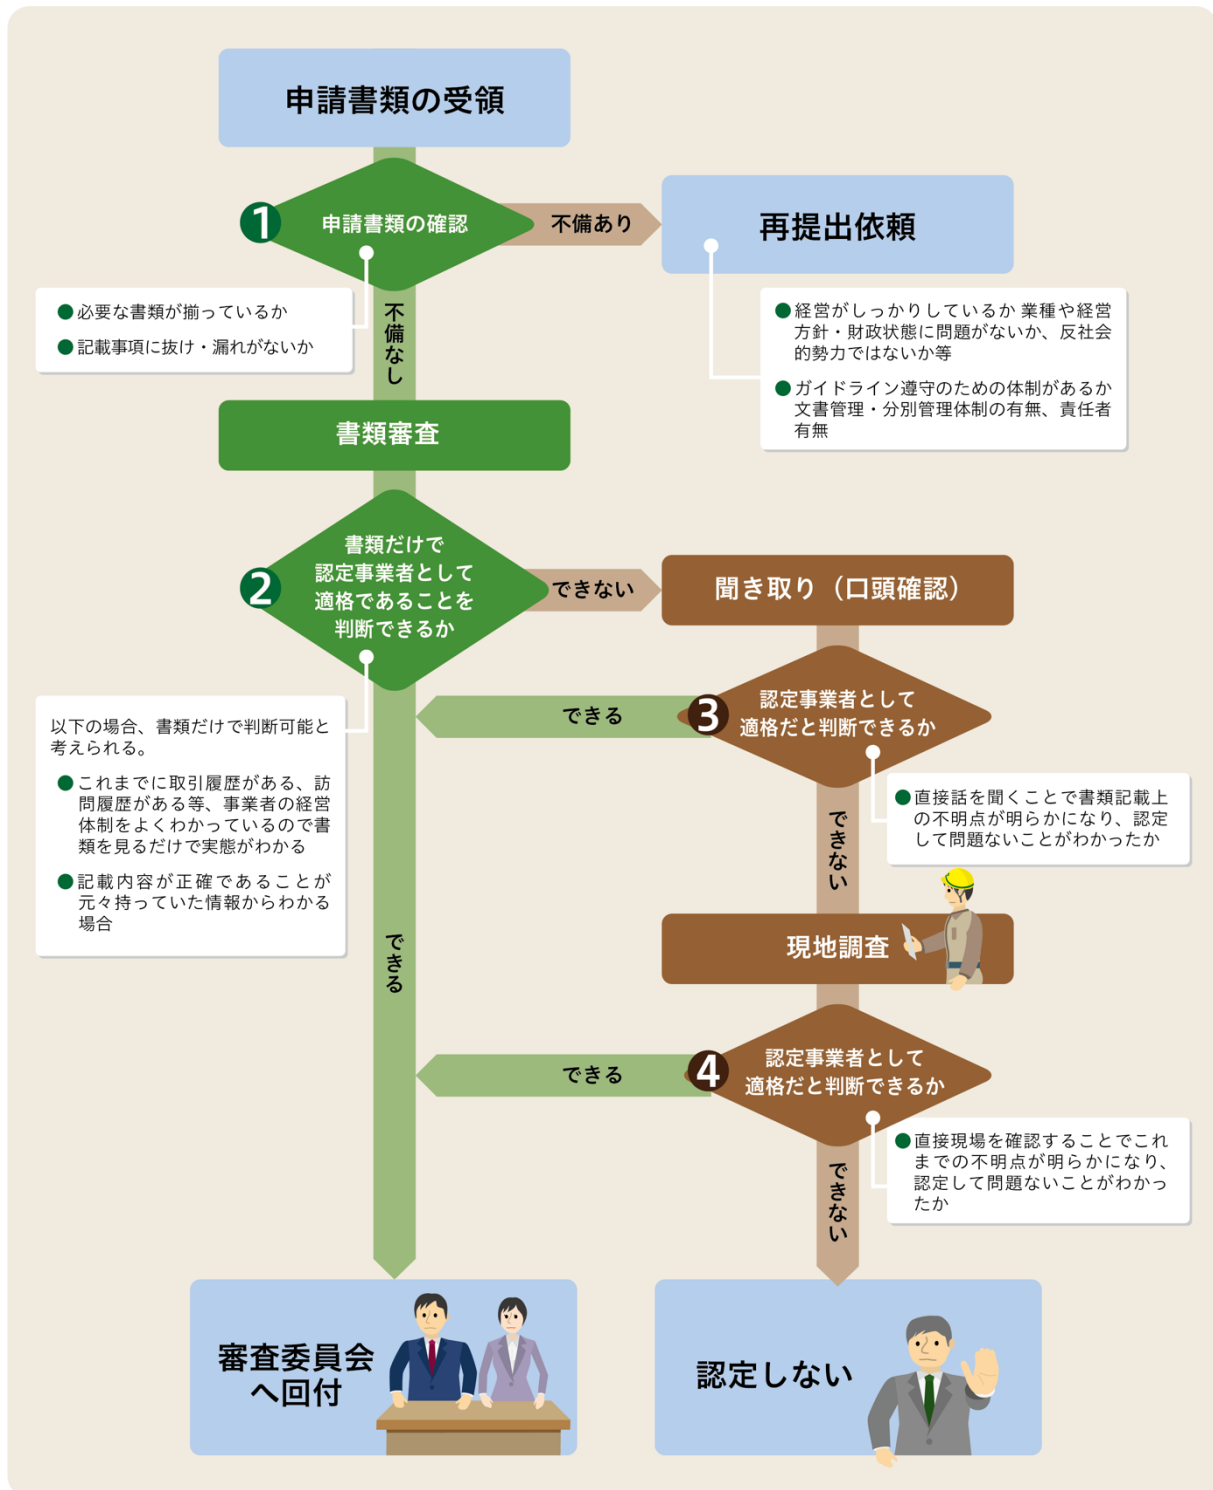 申請書類の受領
1
申請書類の確認
不備あり
再提出依頼
必要な書類が揃っているか
記載事項に抜け・漏れがないか
不備なし
経営がしっかりしているか 業種や経営
方針・財政状態に問題がないか、反社会
的勢力ではないか等
ガイドライン遵守のための体制があるか
文書管理・分別管理体制の有無、責任者
有無
書類審査
2
書類だけで
認定事業者として
適格であることを
判断できるか
できない
聞き取り（口頭確認）
以下の場合、書類だけで判断可能と
考えられる。
これまでに取引履歴がある、訪
問履歴がある等、事業者の経営
体制をよくわかっているので書
類を見るだけで実態がわかる
記載内容が正確であることが
元々持っていた情報からわかる
場合
できる
3
認定事業者として
適格だと判断できるか
できる
直接話を聞くことで書類記載上
の不明点が明らかになり、認定
して問題ないことがわかったか
できない
現地調査
4
認定事業者として
適格だと判断できるか
できる
直接現場を確認することでこれ
までの不明点が明らかになり、
認定して問題ないことがわかっ
たか
できない
審査委員会
へ回付
認定しない